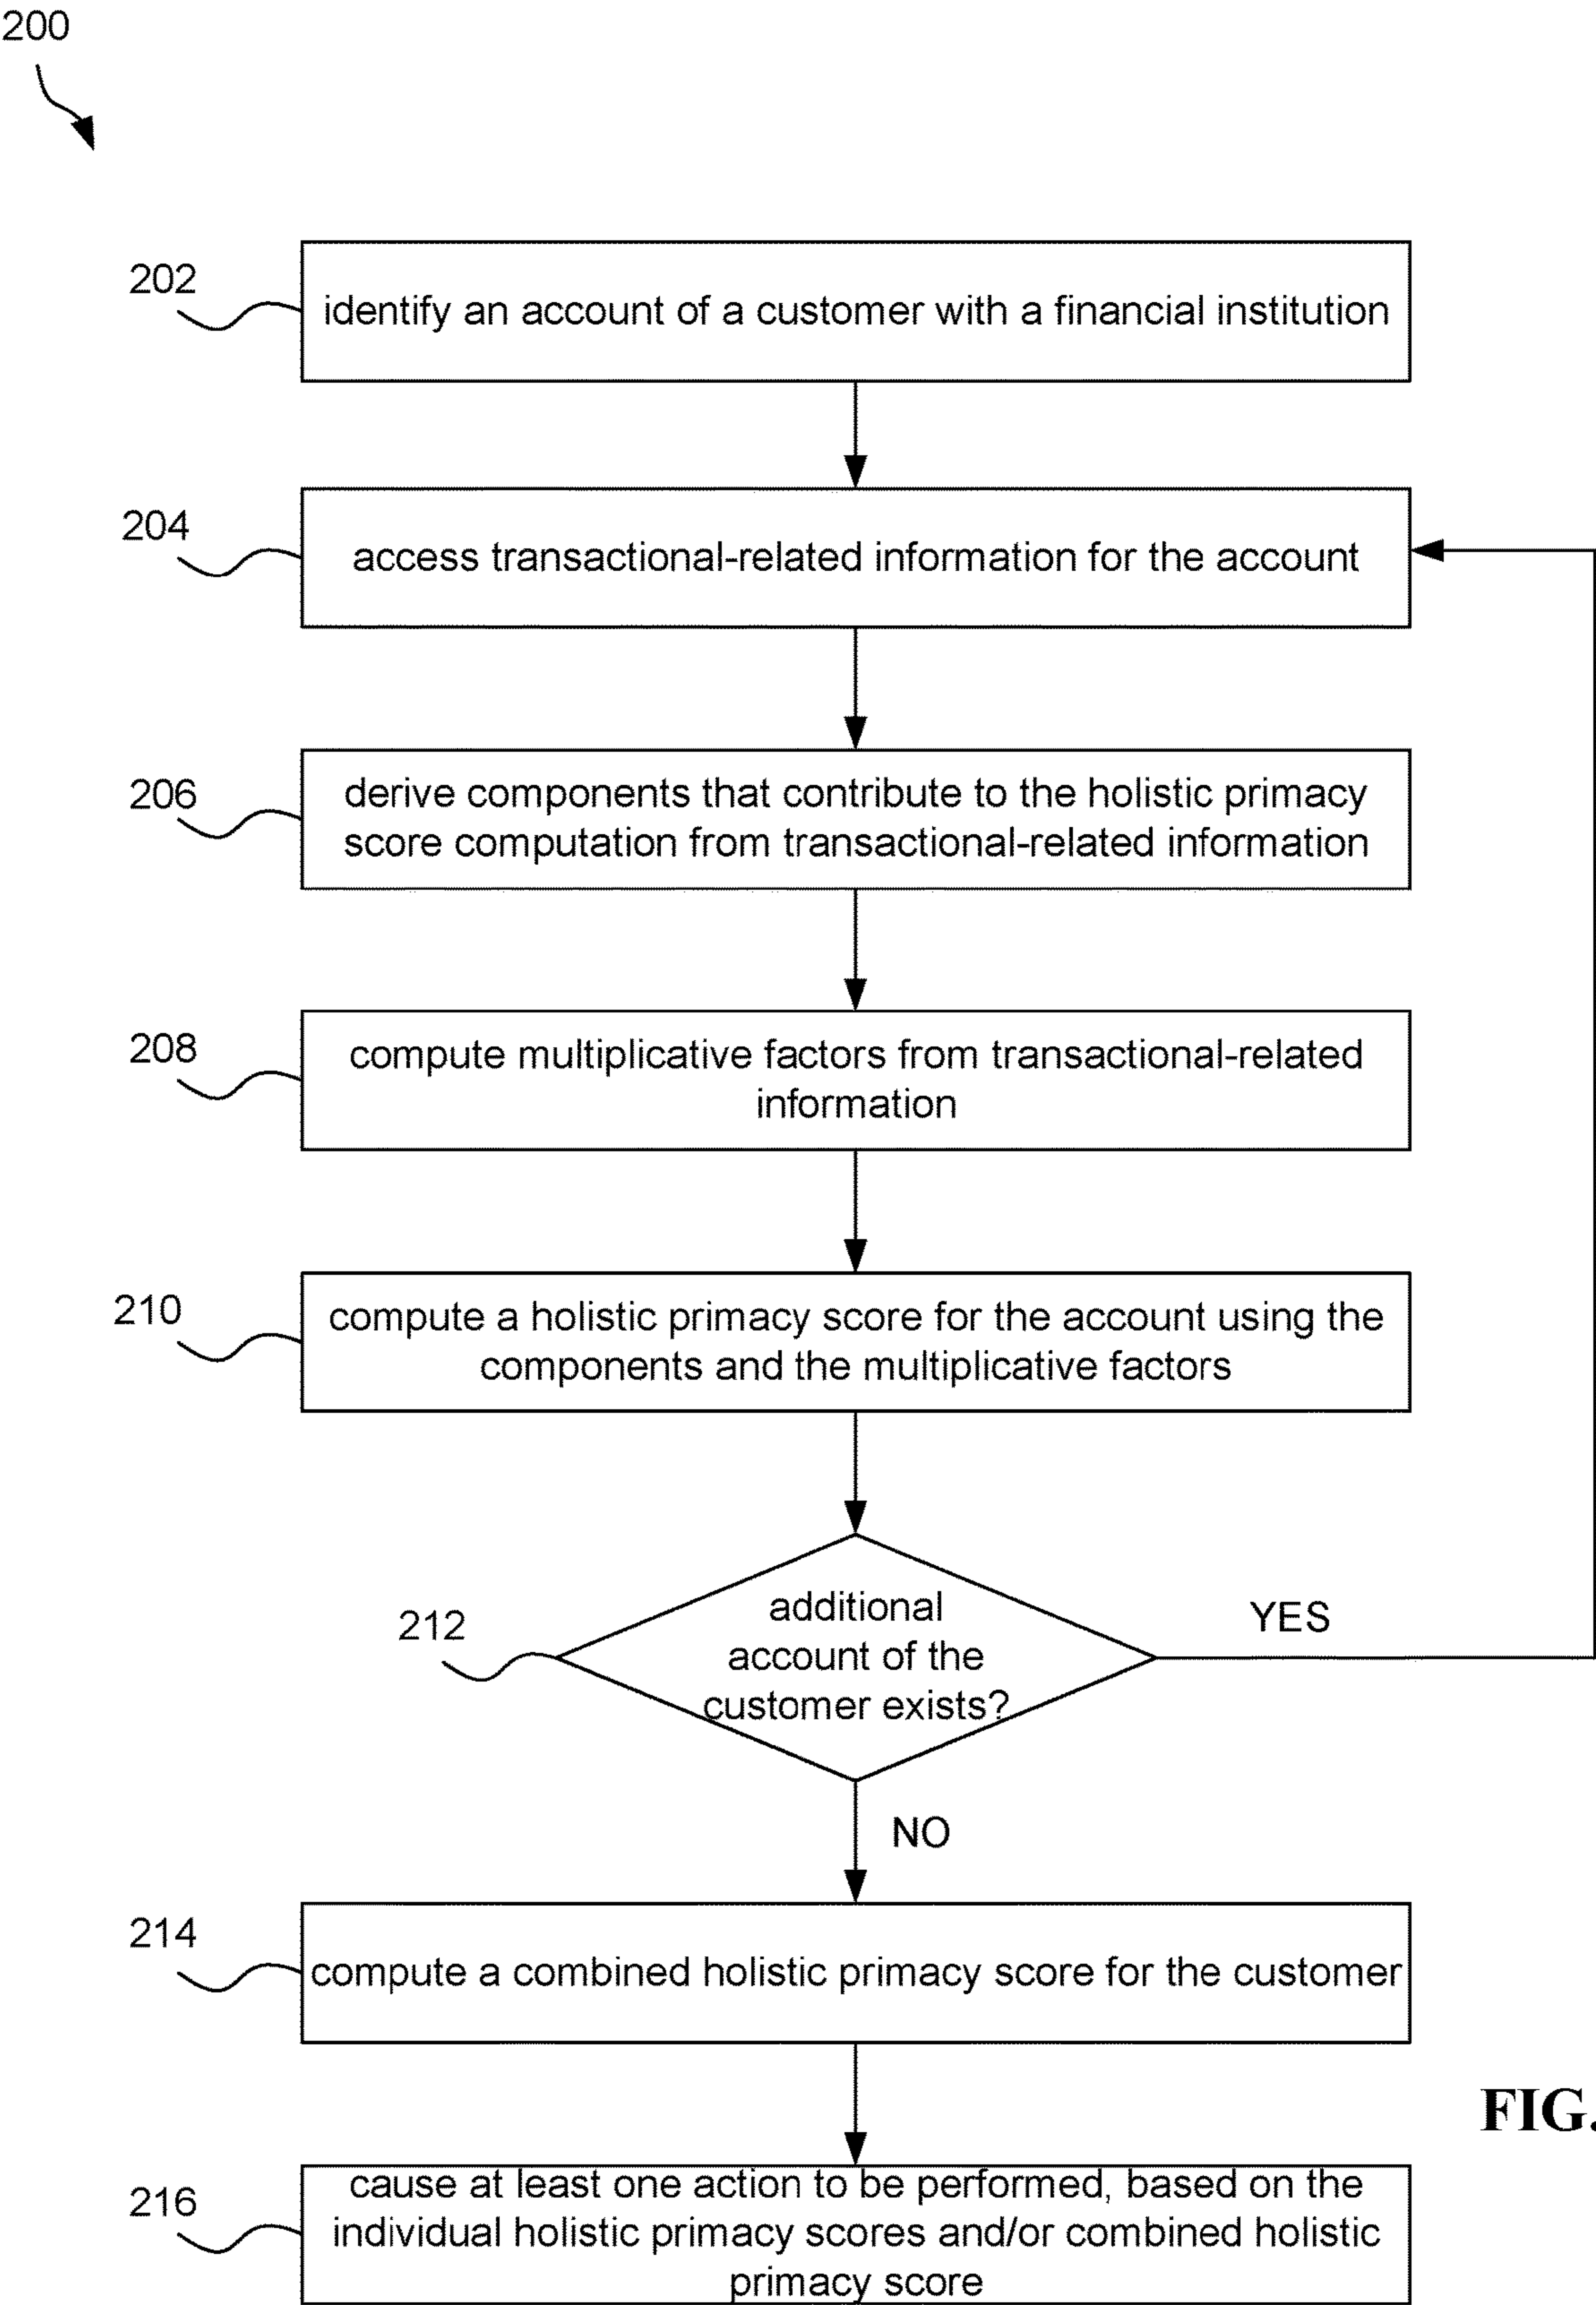 200
202
identify an account of a customer with a financial institution
204
access transactional-related information for the account
206
derive components that contribute to the holistic primacy
score computation from transactional-related information
208
compute multiplicative factors from transactional-related
information
210
compute a holistic primacy score for the account using the
components and the multiplicative factors
212
additional
account of the
customer exists?
YES
NO
214
compute a combined holistic primacy score for the customer
FIG.
216
cause at least one action to be performed, based on the
individual holistic primacy scores and/or combined holistic
primacy score